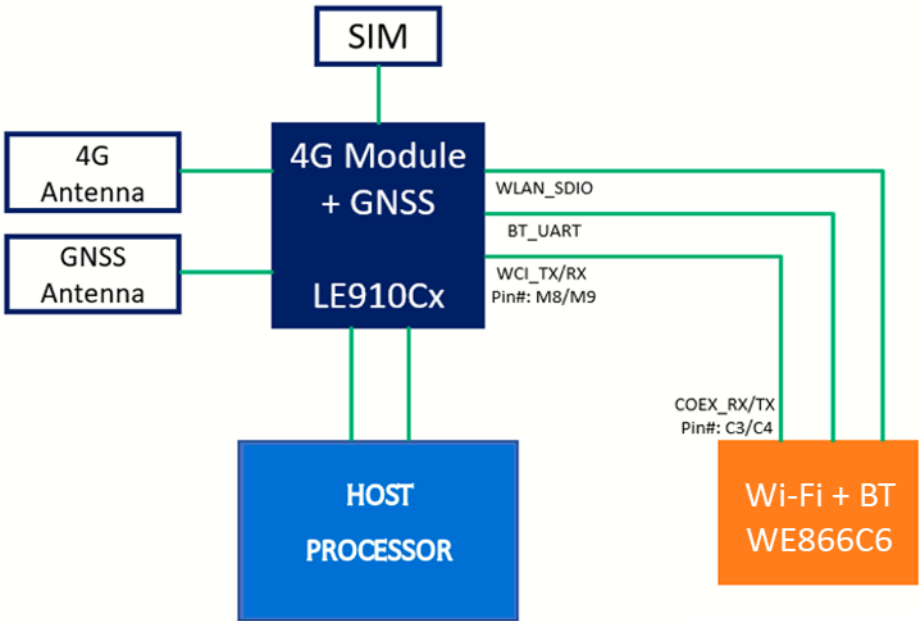 SIM
4G
Antenna
GNSS
Antenna
4G Module
+ GNSS
LE910Cx
WLAN_SDIO
BT_UART
WCI_TX/RX
Pin#: M8/M9
COEX_RX/TX
Pin#: C3/C4
HOST
PROCESSOR
Wi-Fi + BT
WE866C6